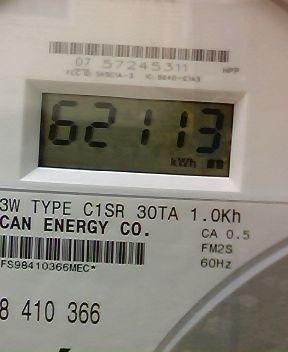 07 57245311
HPP
62113
kWh
3W TYPE C1SR 30TA 1.0Kh
CAN ENERGY CO.
CA 0.5
FM2S
FS98410366MEC*
60Hz
8 410 366